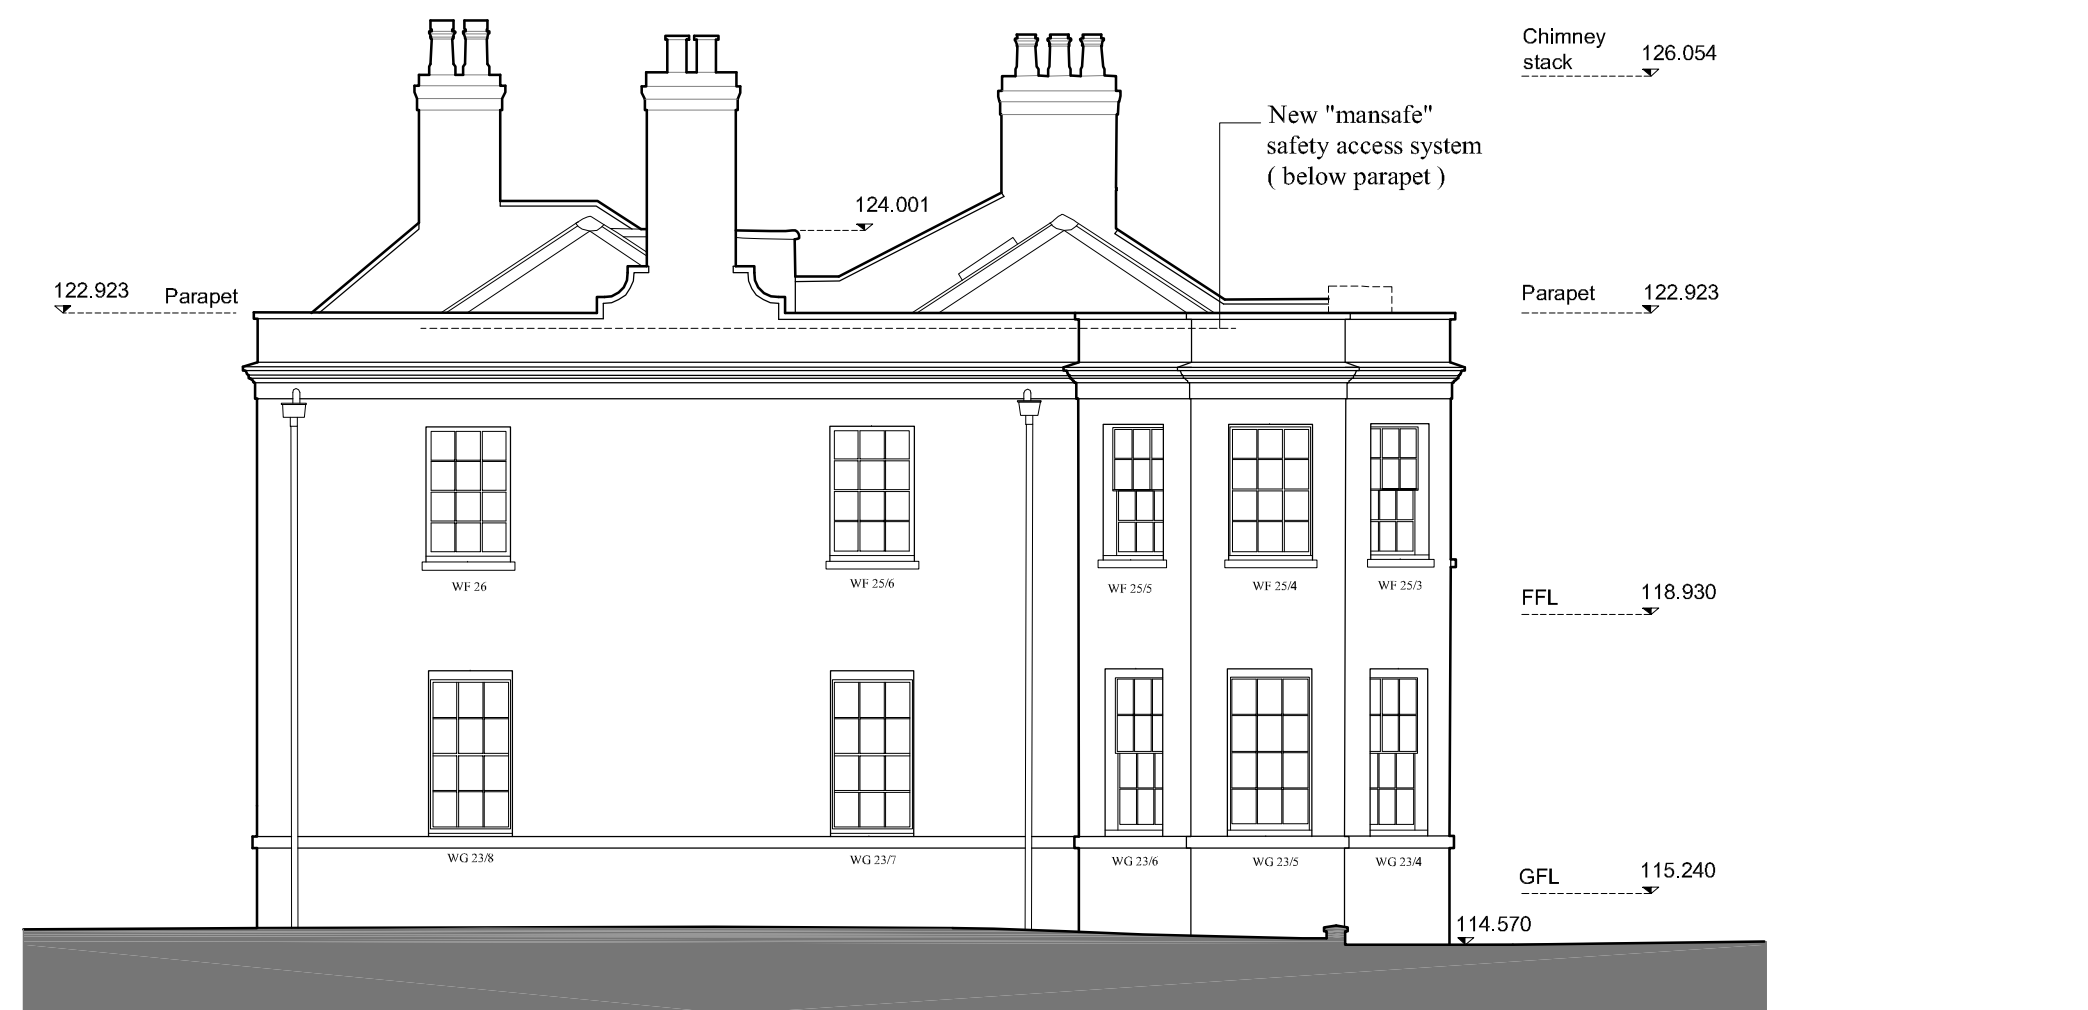 Chimney
stack
126.054
New "mansafe"
safety access system
( below parapet )
124.001
122.923 Parapet
Parapet 122.923
WF 26
WF 25/6
WF 25/5
WF 25/4
WF 25/3
FFL 118.930
WG 23/8
WG 23/7
WG 23/6
WG 23/5
WG 23/4
GFL 115.240
114.570